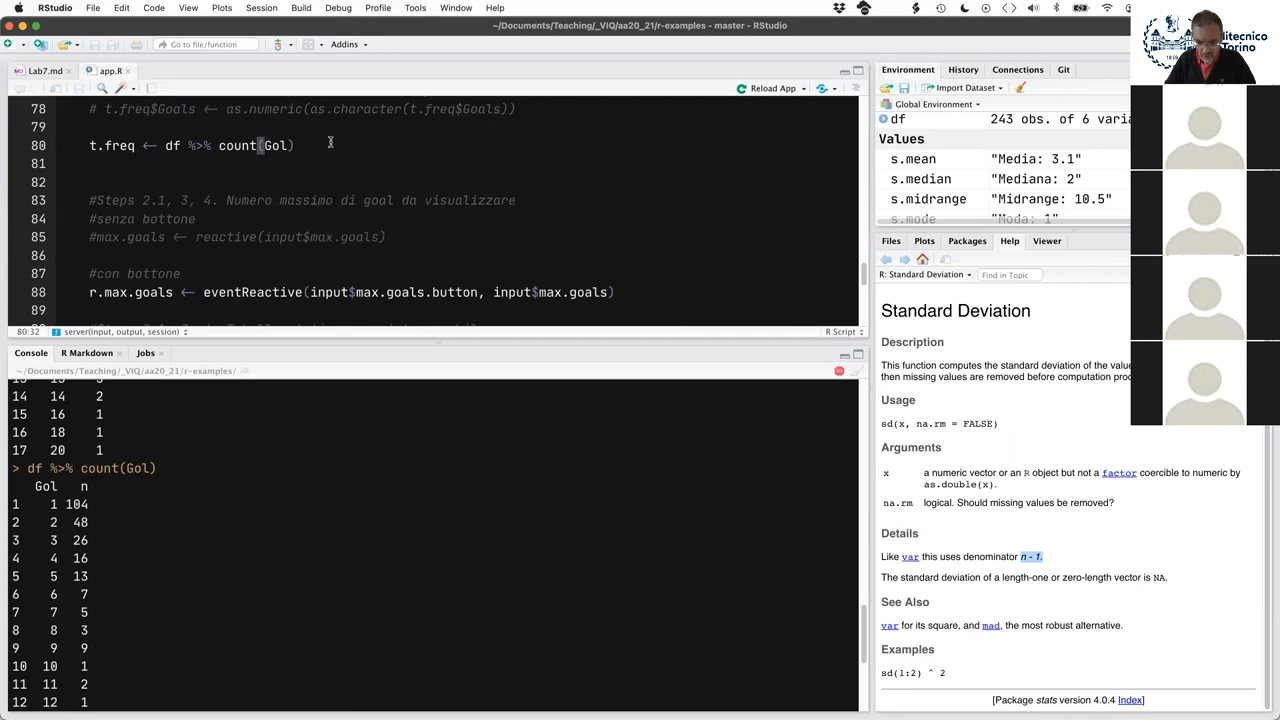 RStudio File Edit Code View Plots Session Build Debug Profile Tools Window Help
~/Documents/Teaching/_VIQ/aa20_21/r-examples - master - RStudio
Go to file/function Addins
Lab7.md app.R
Reload App
78 # t.freq$Goals <- as.numeric(as.character(t.freq$Goals))
79
80 t.freq <- df %>% count(Gol)
81
82
83 #Steps 2.1, 3, 4. Numero massimo di goal da visualizzare
84 #senza bottone
85 #max.goals <- reactive(input$max.goals)
86
87 #con bottone
88 r.max.goals <- eventReactive(input$max.goals.button, input$max.goals)
89
80:32 server(input, output, session) R Script
Console R Markdown Jobs
~/Documents/Teaching/_VIQ/aa20_21/r-examples/
14 14 2
15 16 1
16 18 1
17 20 1
> df %>% count(Gol)
Gol n
1 1 104
2 2 48
3 3 26
4 4 16
5 5 13
6 6 7
7 7 5
8 8 3
9 9 9
10 10 1
11 11 2
12 12 1
Environment History Connections Git
Import Dataset
Global Environment
df 243 obs. of 6 varia
Values
s.mean "Media: 3.1"
s.median "Mediana: 2"
s.midrange "Midrange: 10.5"
s.mode "Moda: 1"
Files Plots Packages Help Viewer
R: Standard Deviation Find in Topic
Standard Deviation
Description
This function computes the standard deviation of the value
then missing values are removed before computation proc
Usage
sd(x, na.rm = FALSE)
Arguments
x a numeric vector or an R object but not a factor coercible to numeric by
as.double(x).
na.rm logical. Should missing values be removed?
Details
Like var this uses denominator n - 1.
The standard deviation of a length-one or zero-length vector is NA.
See Also
var for its square, and mad, the most robust alternative.
Examples
sd(1:2) ^ 2
[Package stats version 4.0.4 Index]